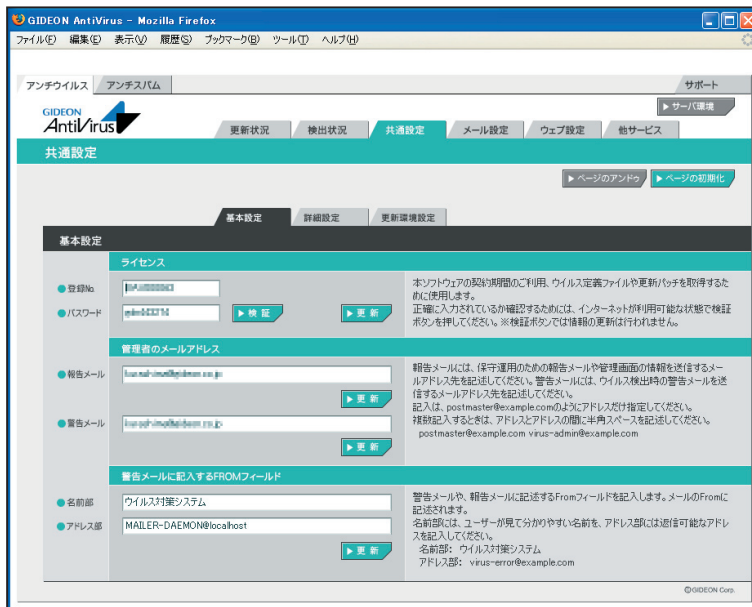 GIDEON AntiVirus - Mozilla Firefox
ファイル(F) 編集(E) 表示(V) 履歴(S) ブックマーク(B) ツール(T) ヘルプ(H)
アンチウイルス アンチスパム サポート
GIDEON AntiVirus
▶サーバ環境
更新状況 検出状況 共通設定 メール設定 ウェブ設定 他サービス
共通設定
▶ページのアンドゥ ▶ページの初期化
基本設定 詳細設定 更新環境設定
基本設定
ライセンス
●登録No.
●パスワード ▶検証 ▶更新
本ソフトウェアの契約期間のご利用、ウイルス定義ファイルや更新パッチを取得するた
めに使用します。
正確に入力されているか確認するためには、インターネットが利用可能な状態で検証
ボタンを押してください。※検証ボタンでは情報の更新は行われません。
管理者のメールアドレス
●報告メール
▶更新
●警告メール
▶更新
報告メールには、保守運用のための報告メールや管理画面の情報を送信するメー
ルアドレス先を記述してください。警告メールには、ウイルス検出時の警告メールを送
信するメールアドレス先を記述してください。
記入は、postmaster@example.comのようにアドレスだけ指定してください。
複数記入するときは、アドレスとアドレスの間に半角スペースを記述してください。
postmaster@example.com virus-admin@example.com
警告メールに記入するFROMフィールド
●名前部 ウイルス対策システム
●アドレス部 MAILER-DAEMON@localhost
▶更新
警告メールや、報告メールに記述するFromフィールドを記入します。メールのFromに
記述されます。
名前部には、ユーザーが見て分かりやすい名前を、アドレス部には返信可能なアドレ
スを記入してください。
名前部: ウイルス対策システム
アドレス部: virus-error@example.com
©GIDEON Corp.